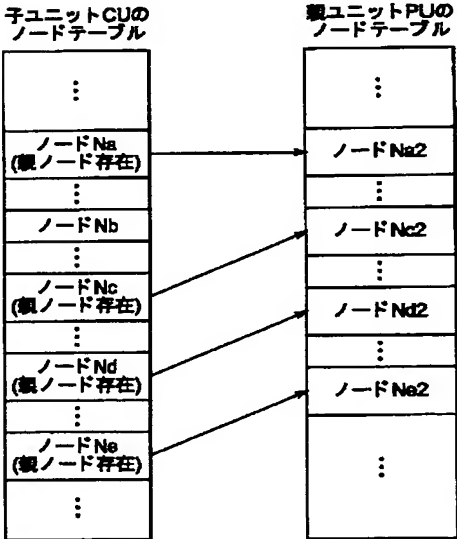 子ユニットCUの
ノードテーブル
⋮
ノードNa
(親ノード存在)
⋮
ノードNb
⋮
ノードNc
(親ノード存在)
⋮
ノードNd
(親ノード存在)
⋮
ノードNe
(親ノード存在)
⋮
親ユニットPUの
ノードテーブル
⋮
ノードNa2
⋮
ノードNc2
⋮
ノードNd2
⋮
ノードNe2
⋮